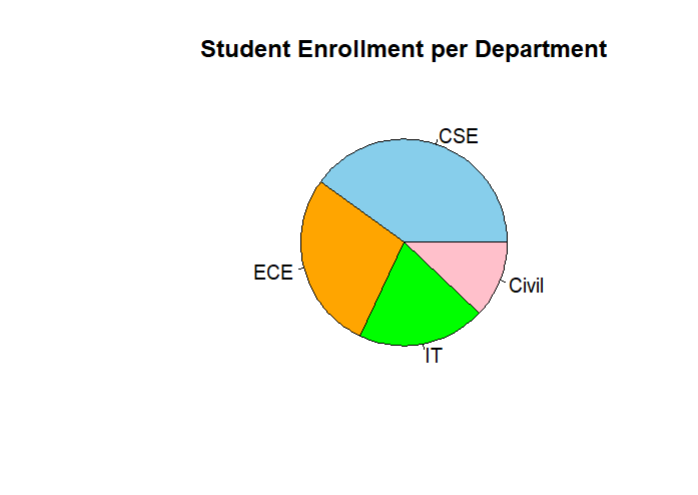 Student Enrollment per Department
CSE
ECE
Civil
IT